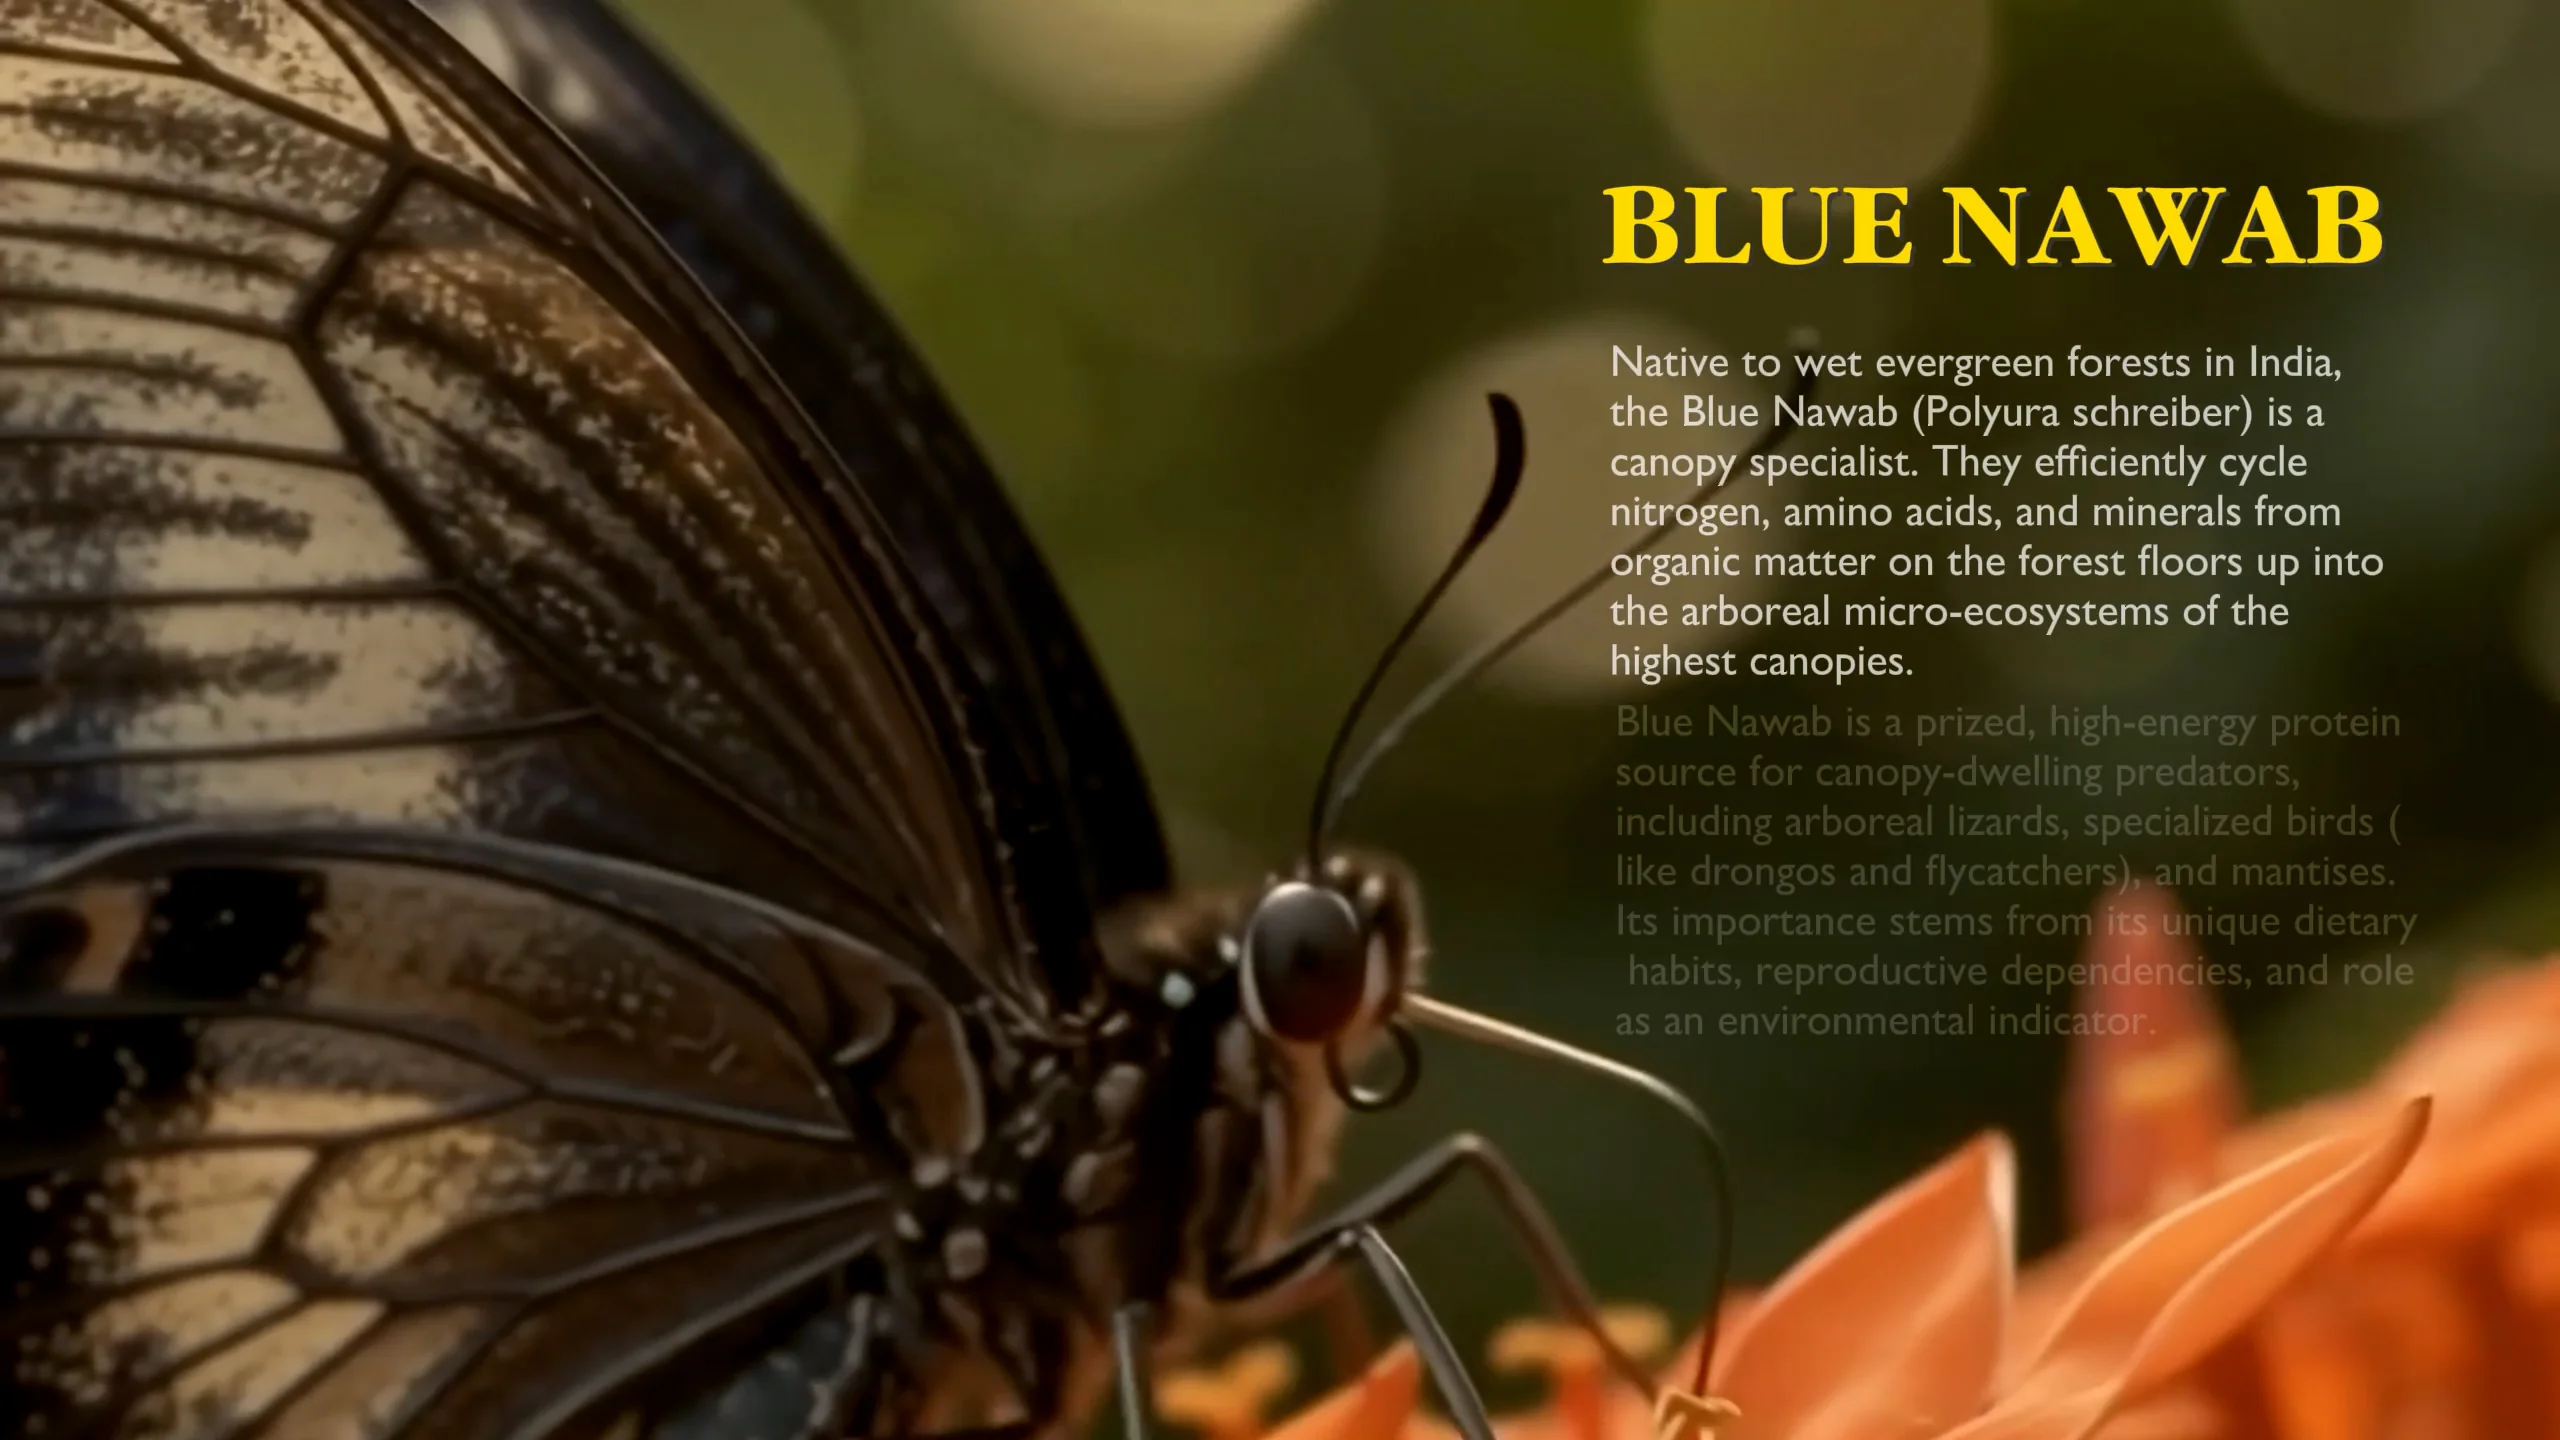 BLUE NAWAB
Native to wet evergreen forests in India,
the Blue Nawab (Polyura schreiber) is a
canopy specialist. They efficiently cycle
nitrogen, amino acids, and minerals from
organic matter on the forest floors up into
the arboreal micro-ecosystems of the
highest canopies.
Blue Nawab is a prized, high-energy protein
source for canopy-dwelling predators,
including arboreal lizards, specialized birds (
like drongos and flycatchers), and mantises.
Its importance stems from its unique dietary
habits, reproductive dependencies, and role
as an environmental indicator.